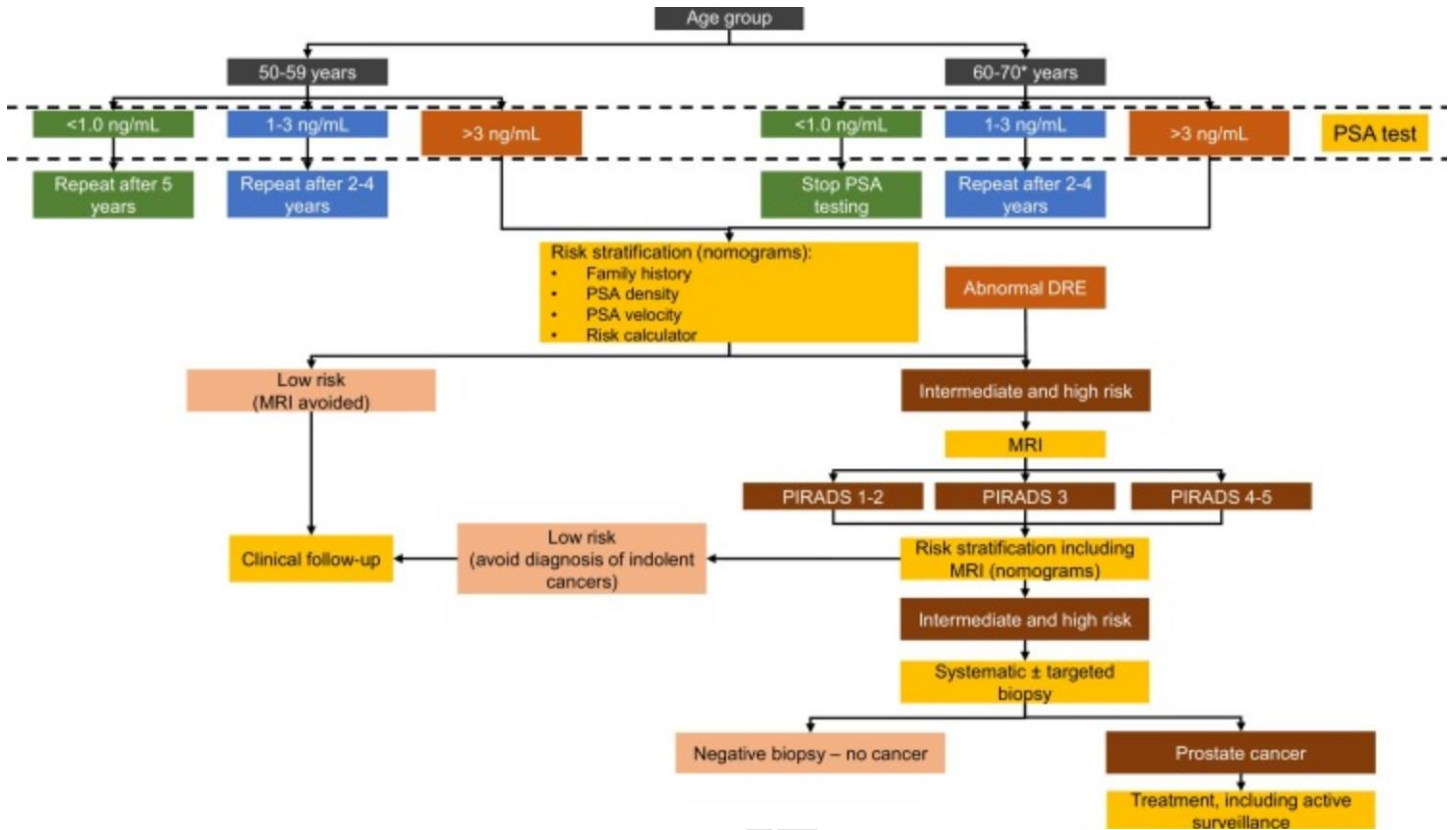 Age group
50-59 years
60-70* years
<1.0 ng/mL
1-3 ng/mL
>3 ng/mL
<1.0 ng/mL
1-3 ng/mL
>3 ng/mL
PSA test
Repeat after 5
years
Repeat after 2-4
years
Stop PSA
testing
Repeat after 2-4
years
Risk stratification (nomograms):
• Family history
• PSA density
• PSA velocity
• Risk calculator
Abnormal DRE
Low risk
(MRI avoided)
Intermediate and high risk
MRI
PIRADS 1-2
PIRADS 3
PIRADS 4-5
Clinical follow-up
Low risk
(avoid diagnosis of indolent
cancers)
Risk stratification including
MRI (nomograms)
Intermediate and high risk
Systematic ± targeted
biopsy
Negative biopsy – no cancer
Prostate cancer
Treatment, including active
surveillance